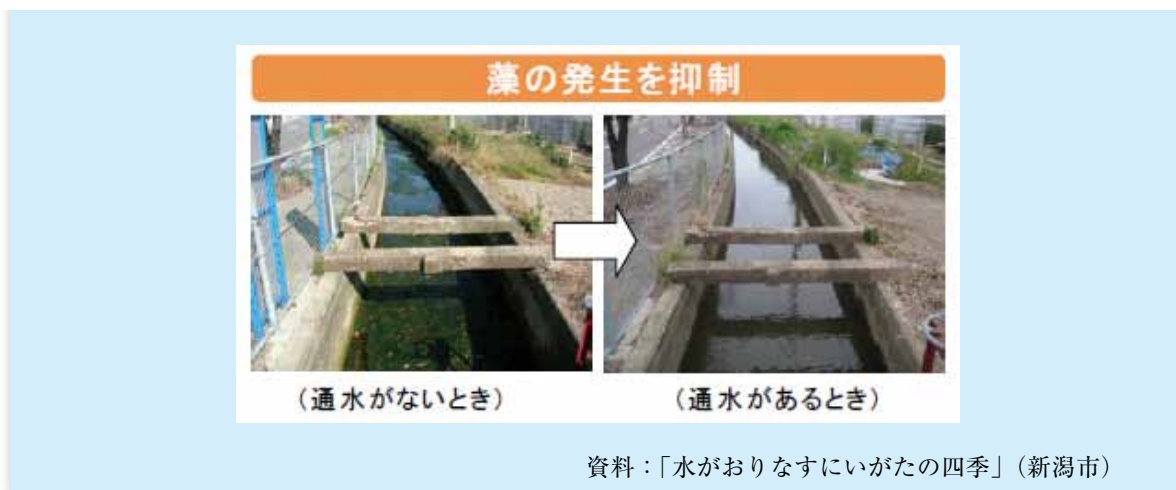 藻の発生を抑制
（通水がないとき）
（通水があるとき）
資料：「水がおりなすにいがたの四季」（新潟市）